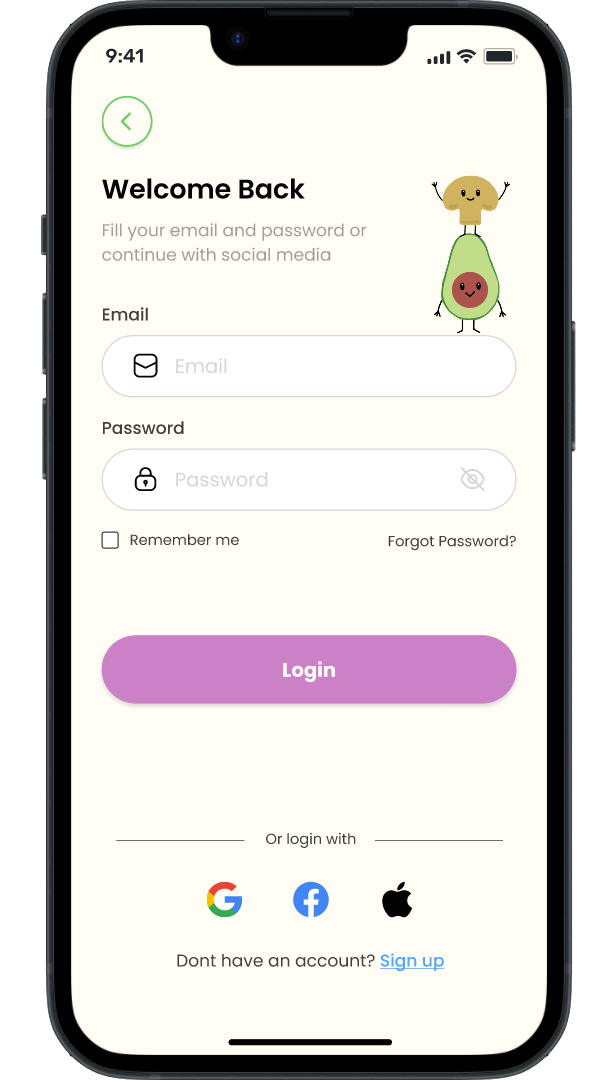 9:41
Welcome Back
Fill your email and password or
continue with social media
Email
Email
Password
Password
Remember me
Forgot Password?
Login
Or login with
Dont have an account? Sign up